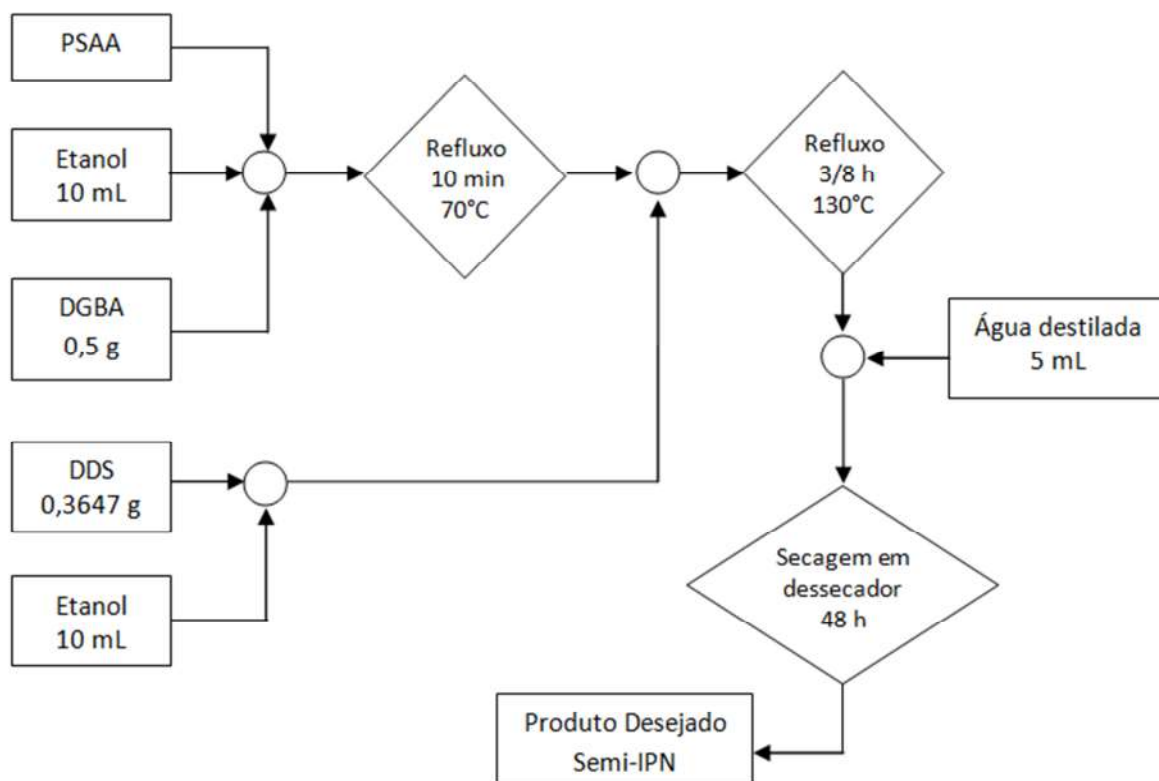 PSAA
Etanol
10 mL
DGBA
0,5 g
Refluxo
10 min
70°C
Refluxo
3/8 h
130°C
DDS
0,3647 g
Etanol
10 mL
Água destilada
5 mL
Secagem em
dessecador
48 h
Produto Desejado
Semi-IPN